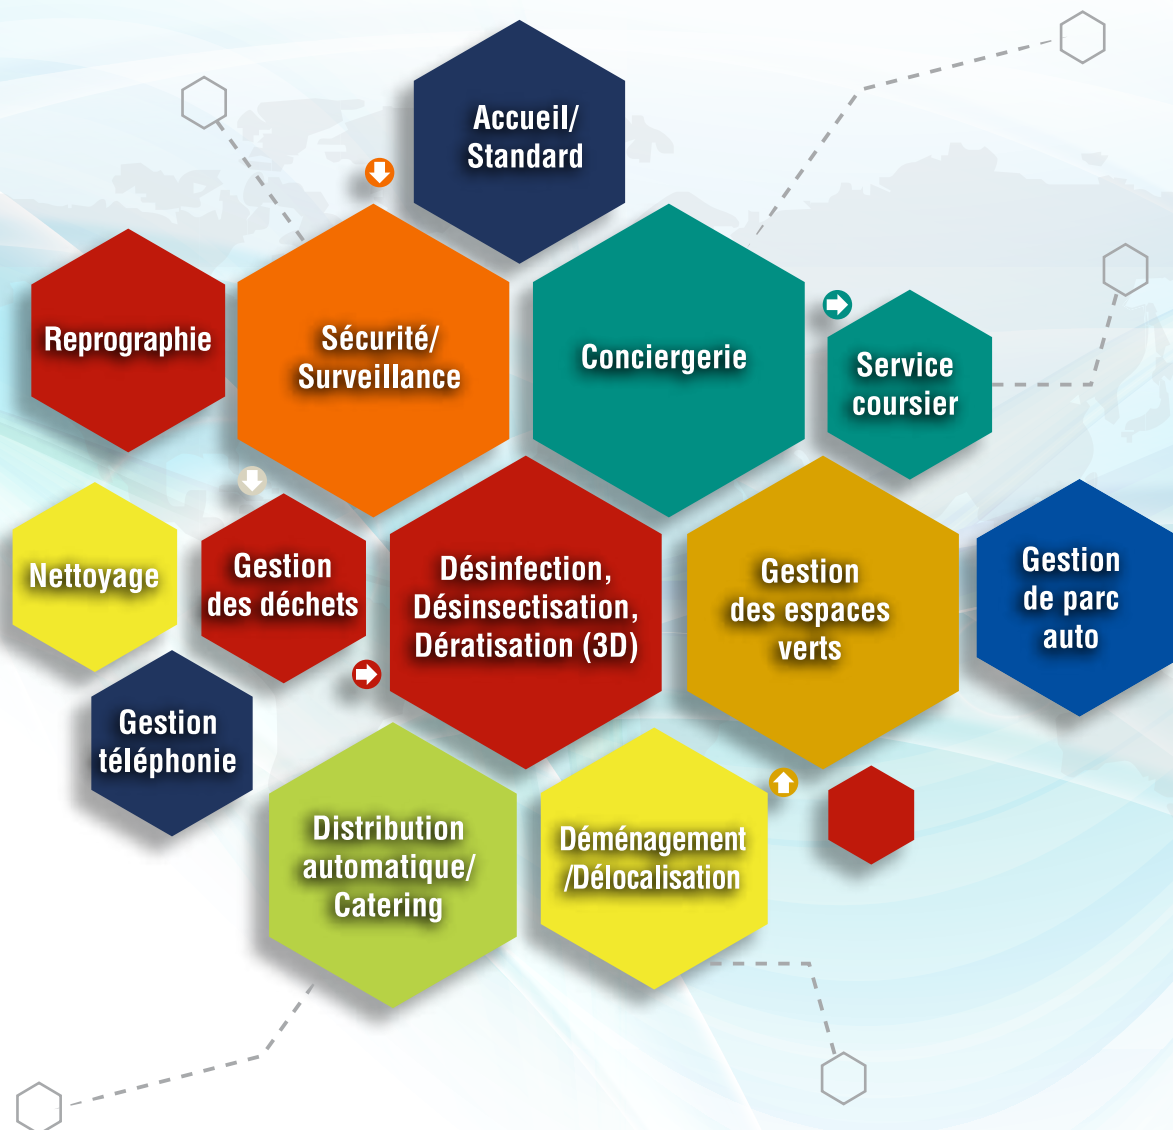 Accueil/
Standard
Reprographie
Sécurité/
Surveillance
Conciergerie
Service
coursier
Nettoyage
Gestion
des déchets
Désinfection,
Désinsectisation,
Dératisation (3D)
Gestion
des espaces
verts
Gestion
de parc
auto
Gestion
téléphonie
Distribution
automatique/
Catering
Déménagement
/Délocalisation